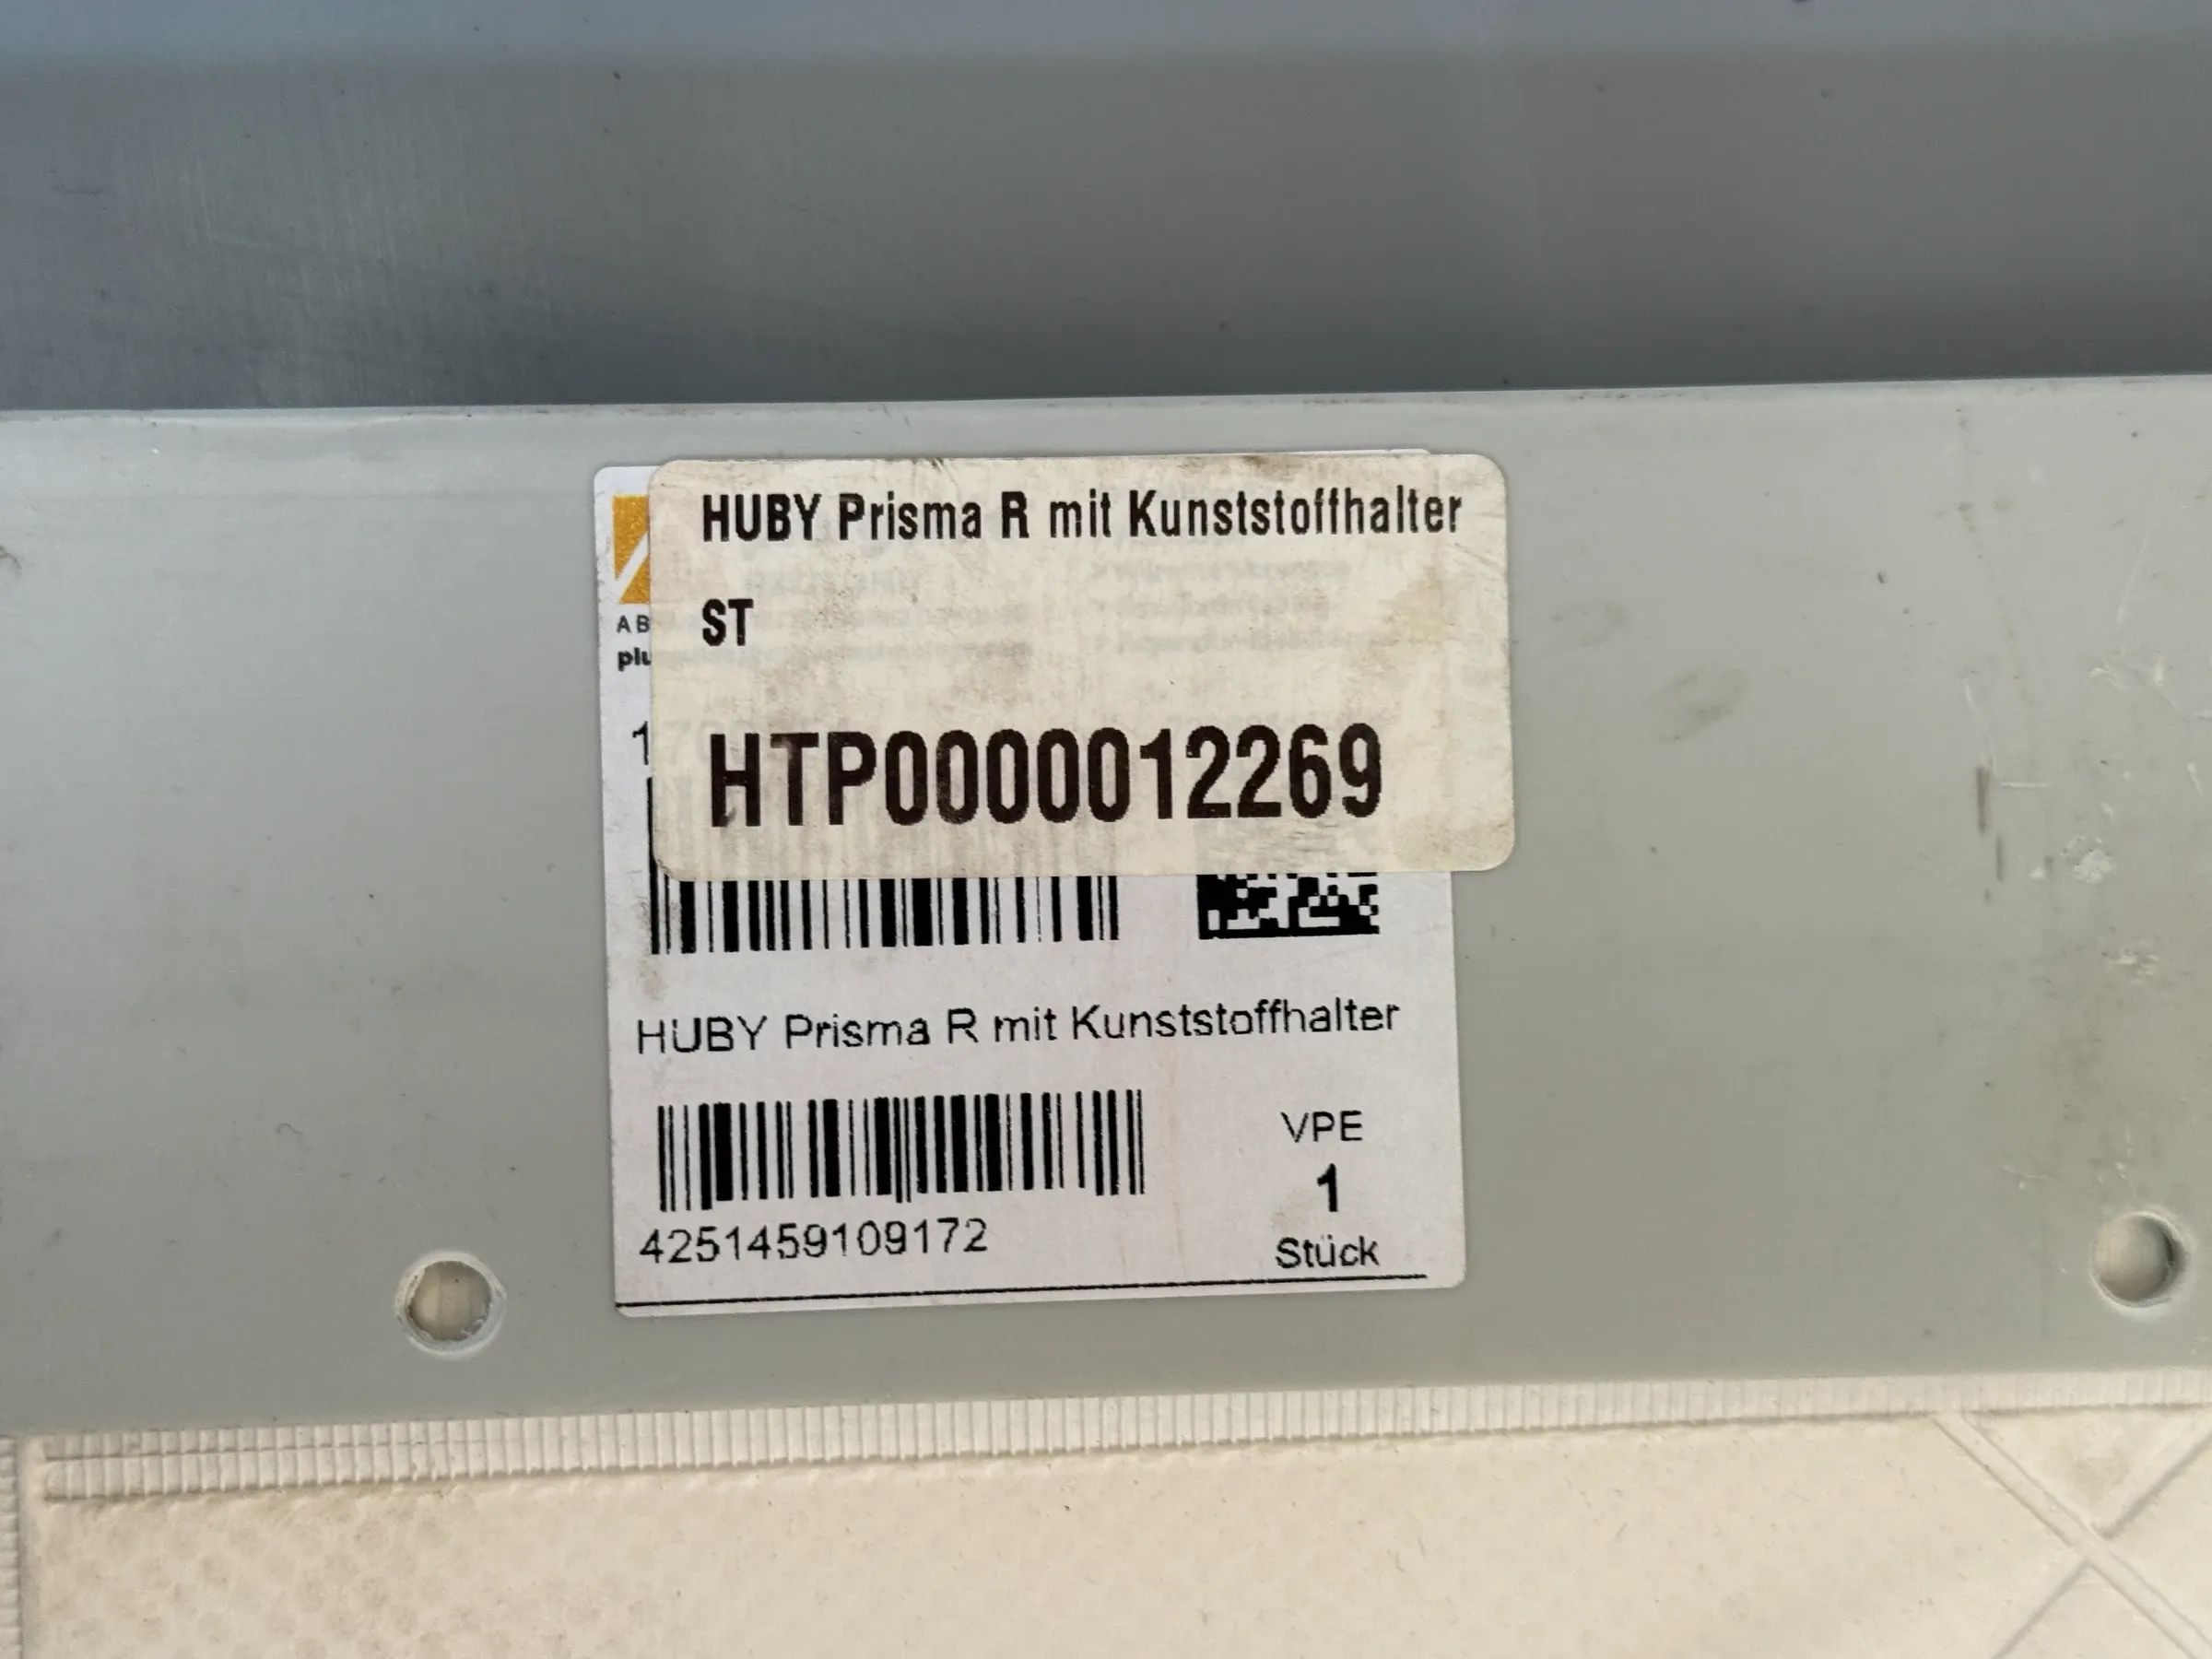 HUBY Prisma R mit Kunststoffhalter
ST
HTP0000012269
HUBY Prisma R mit Kunststoffhalter
4251459109172
VPE
1
Stück